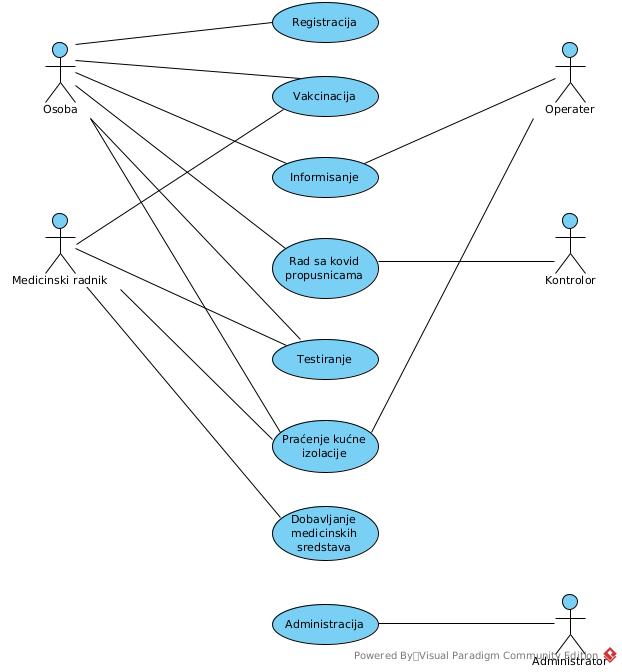 Registracija
Osoba
Vakcinacija
Operater
Informisanje
Medicinski radnik
Rad sa kovid
propusnicama
Kontrolor
Testiranje
Praćenje kućne
izolacije
Dobavljanje
medicinskih
sredstava
Administracija
Administrator
Powered By Visual Paradigm Community Edition